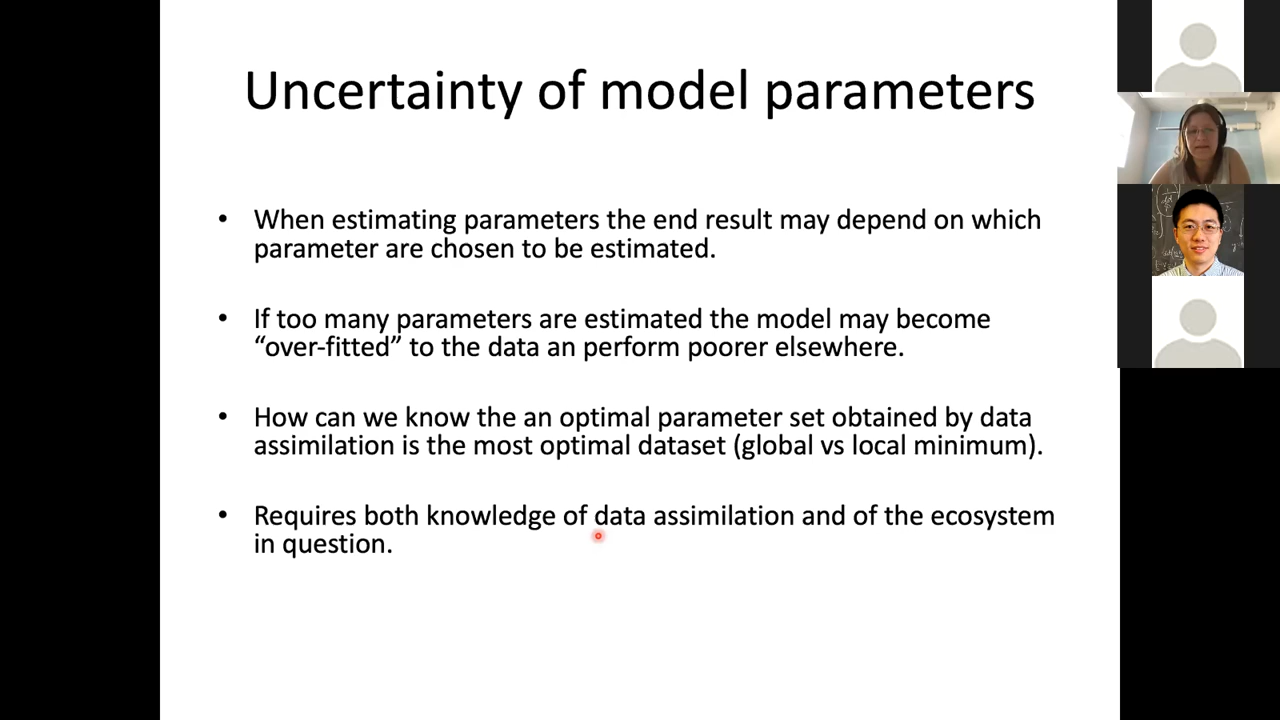 Uncertainty of model parameters
• When estimating parameters the end result may depend on which
parameter are chosen to be estimated.
• If too many parameters are estimated the model may become
“over-fitted” to the data an perform poorer elsewhere.
• How can we know the an optimal parameter set obtained by data
assimilation is the most optimal dataset (global vs local minimum).
• Requires both knowledge of data assimilation and of the ecosystem
in question.